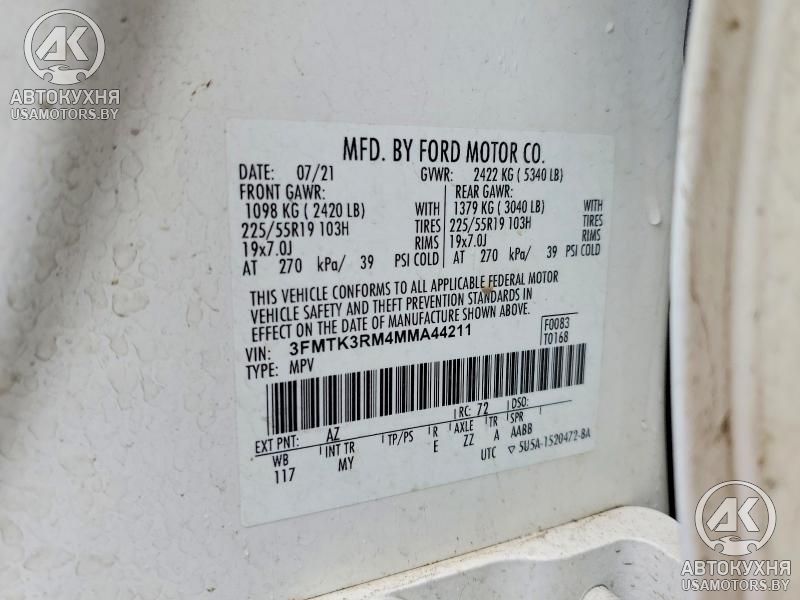 AK
АВТОКУХНЯ
USAMOTORS.BY
MFD. BY FORD MOTOR CO.
DATE: 07/21 GVWR: 2422 KG ( 5340 LB)
FRONT GAWR: REAR GAWR:
1098 KG ( 2420 LB) WITH 1379 KG ( 3040 LB) WITH
225/55R19 103H TIRES 225/55R19 103H TIRES
19x7.0J RIMS 19x7.0J RIMS
AT 270 kPa/ 39 PSI COLD AT 270 kPa/ 39 PSI COLD
THIS VEHICLE CONFORMS TO ALL APPLICABLE FEDERAL MOTOR
VEHICLE SAFETY AND THEFT PREVENTION STANDARDS IN
EFFECT ON THE DATE OF MANUFACTURE SHOWN ABOVE.
VIN: 3FMTK3RM4MMA44211 F0083
TYPE: MPV T0168
RC: 72 DSO:
EXT PNT: AZ TP/PS R AXLE TR SPR
WB INT TR E ZZ A AABB
117 MY UTC ▽ 5U5A-1520472-BA
AK
АВТОКУХНЯ
USAMOTORS.BY